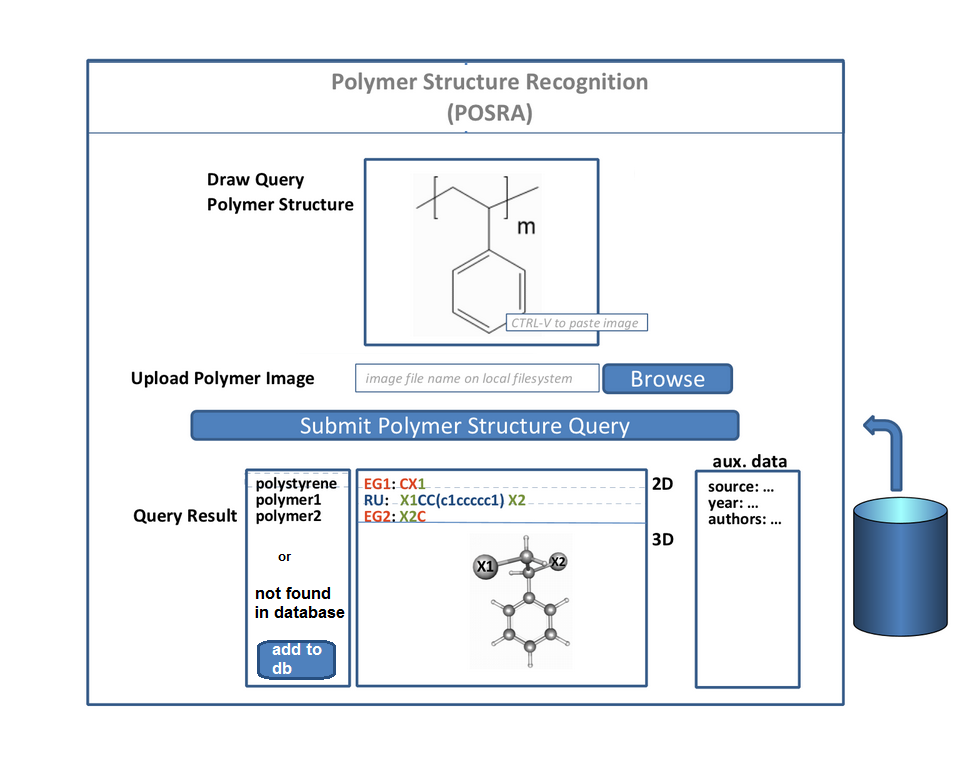 Polymer Structure Recognition
(POSRA)
Draw Query
Polymer Structure
m
CTRL-V to paste image
Upload Polymer Image
image file name on local filesystem
Browse
Submit Polymer Structure Query
Query Result
polystyrene
polymer1
polymer2
or
not found
in database
add to
db
EG1: CX1
RU: X1CC(c1ccccc1) X2
EG2: X2C
2D
3D
X1
X2
aux. data
source: ...
year: ...
authors: ...